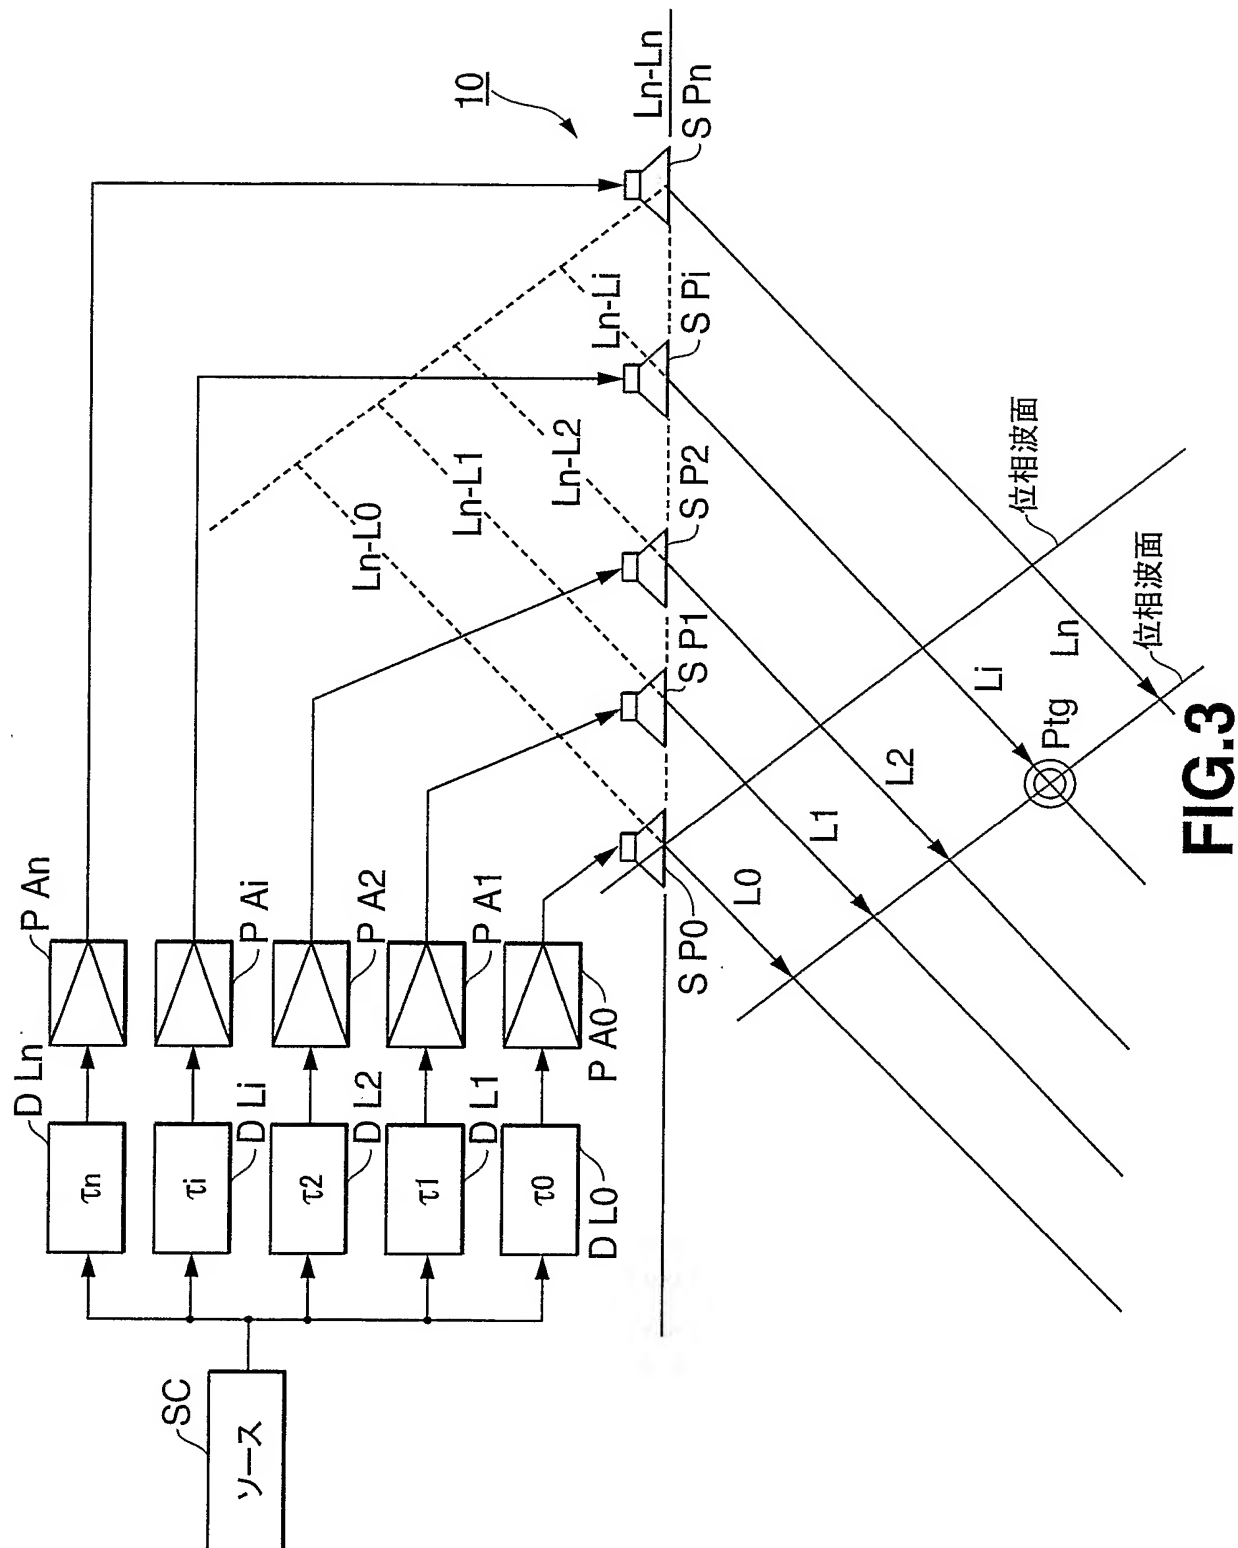 10
Ln-Ln
S Pn
Ln-Li
S Pi
Ln-L2
S P2
Ln-L1
S P1
Ln-L0
S P0
P An
P Ai
P A2
P A1
P A0
D Ln
D Li
D L2
D L1
D L0
τn
τi
τ2
τ1
τ0
SC
ソース
L0
L1
L2
Li
Ln
Ptg
位相波面
位相波面
FIG.3